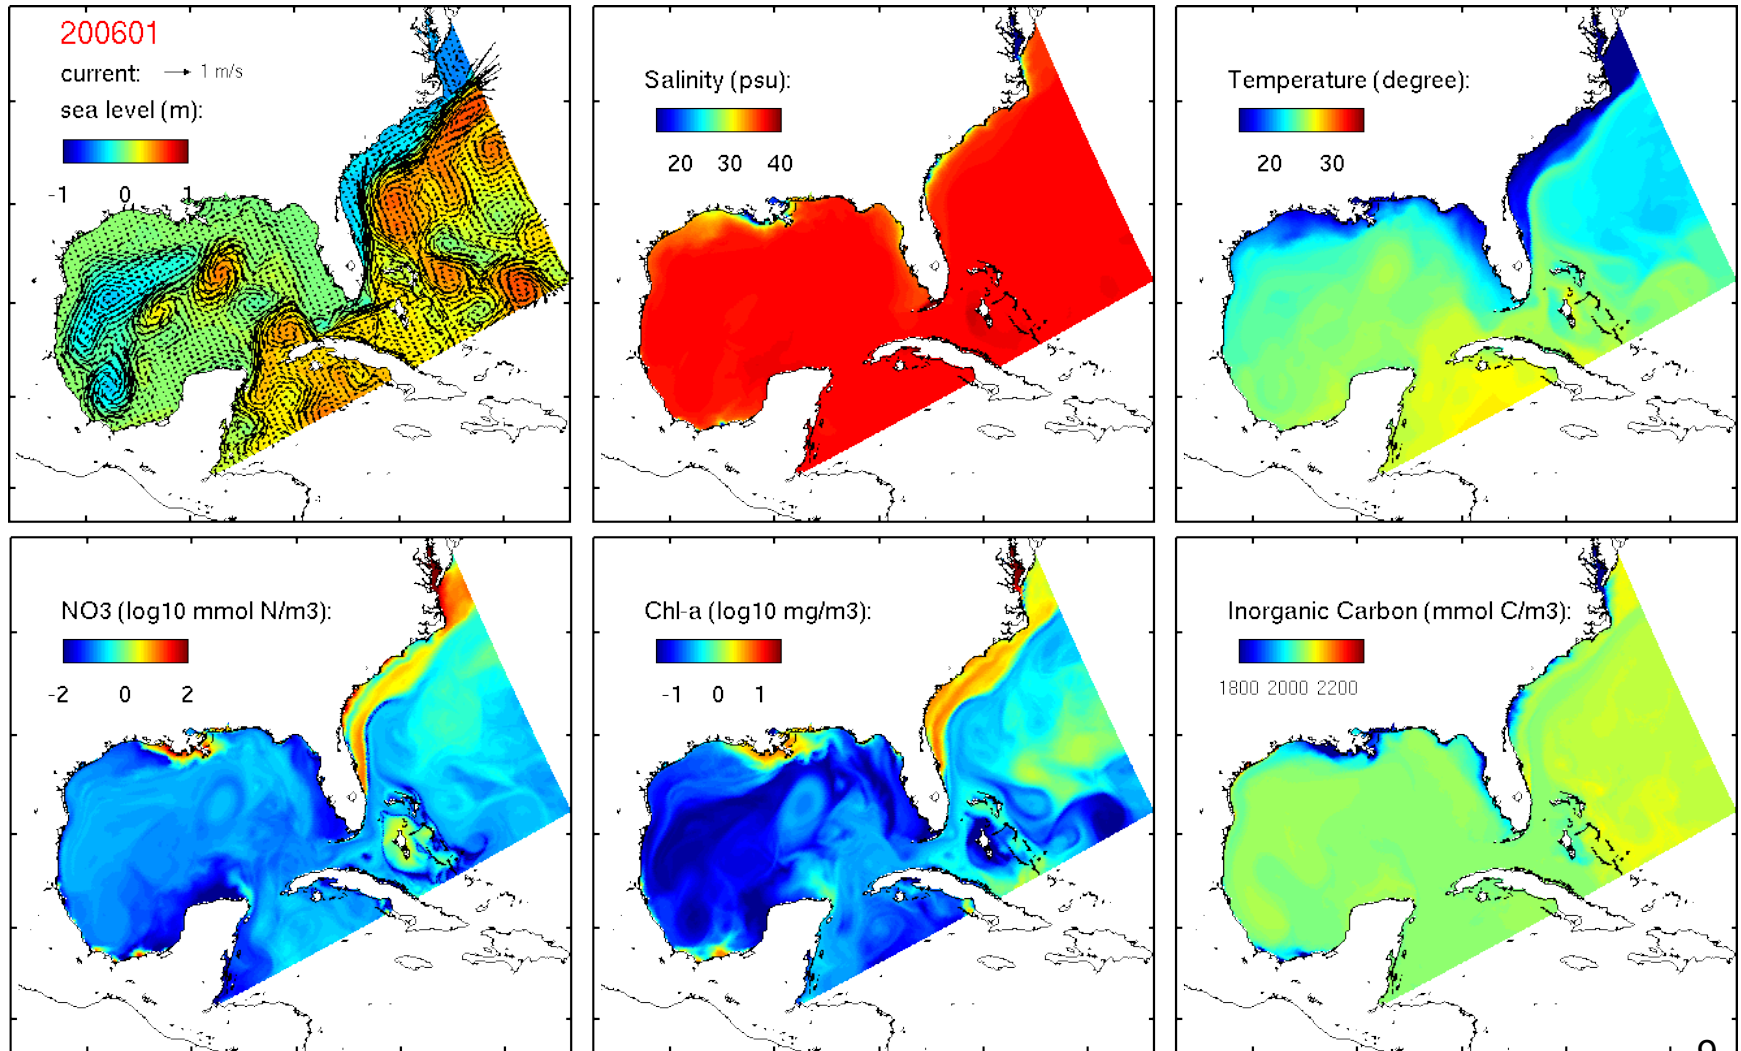 200601
current: 1 m/s
sea level (m):
-1 0 1
Salinity (psu):
20 30 40
Temperature (degree):
20 30
NO3 (log10 mmol N/m3):
-2 0 2
Chl-a (log10 mg/m3):
-1 0 1
Inorganic Carbon (mmol C/m3):
1800 2000 2200